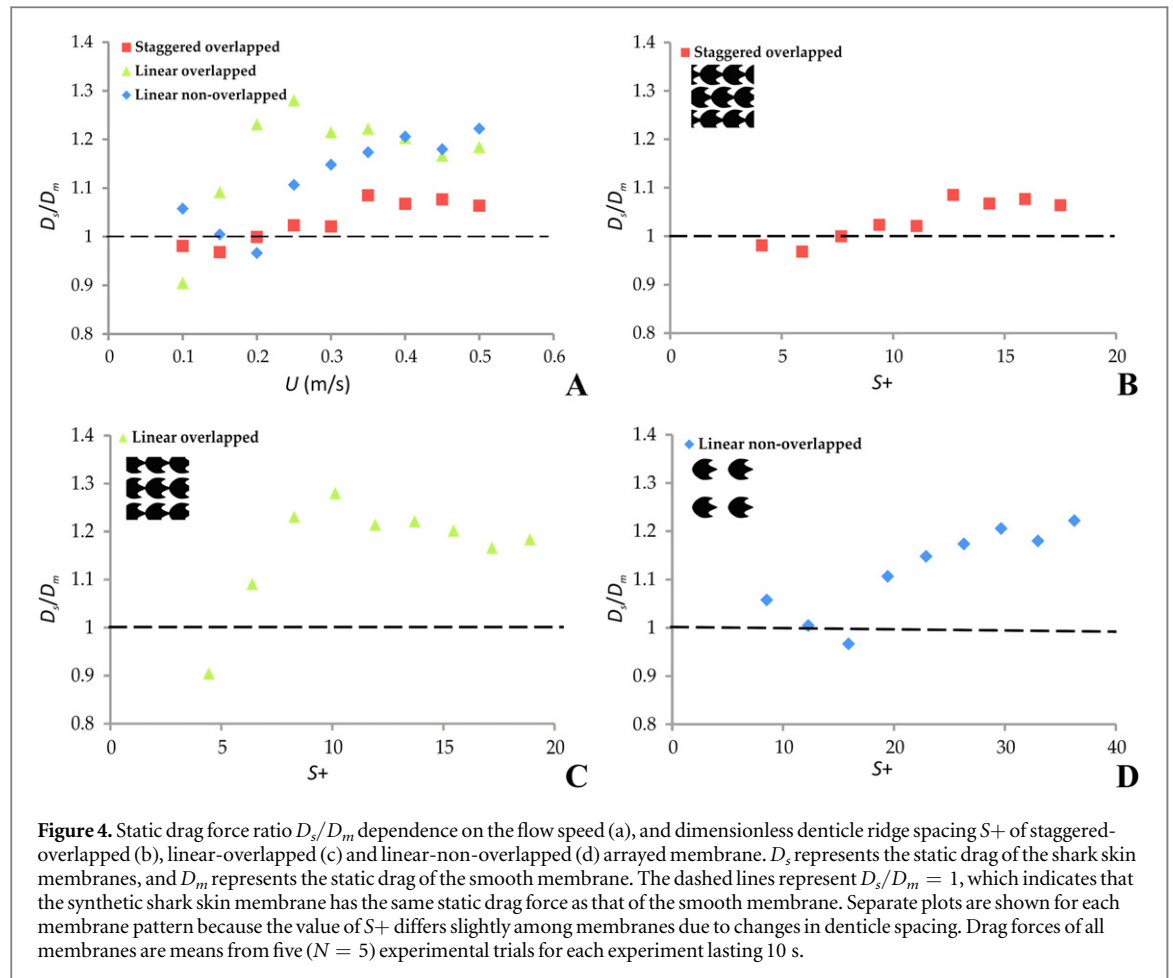 1.4
1.3
1.2
1.1
1
0.9
0.8
Dₛ/Dₘ
Staggered overlapped
Linear overlapped
Linear non-overlapped
0 0.1 0.2 0.3 0.4 0.5 0.6
U (m/s)
A
1.4
1.3
1.2
1.1
1
0.9
0.8
Dₛ/Dₘ
Staggered overlapped
0 5 10 15 20
S+
B
1.4
1.3
1.2
1.1
1
0.9
0.8
Dₛ/Dₘ
Linear overlapped
0 5 10 15 20
S+
C
1.4
1.3
1.2
1.1
1
0.9
0.8
Dₛ/Dₘ
Linear non-overlapped
0 10 20 30 40
S+
D
Figure 4. Static drag force ratio Dₛ/Dₘ dependence on the flow speed (a), and dimensionless denticle ridge spacing S+ of staggered-
overlapped (b), linear-overlapped (c) and linear-non-overlapped (d) arrayed membrane. Dₛ represents the static drag of the shark skin
membranes, and Dₘ represents the static drag of the smooth membrane. The dashed lines represent Dₛ/Dₘ = 1, which indicates that
the synthetic shark skin membrane has the same static drag force as that of the smooth membrane. Separate plots are shown for each
membrane pattern because the value of S+ differs slightly among membranes due to changes in denticle spacing. Drag forces of all
membranes are means from five (N = 5) experimental trials for each experiment lasting 10 s.